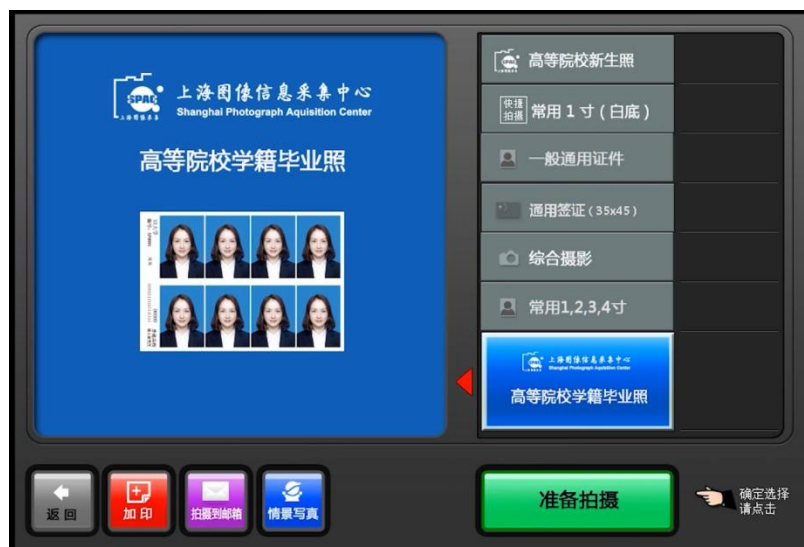 SPAC
上海图像信息采集中心
Shanghai Photograph Aquisition Center
高等院校学籍毕业照
高等院校新生照
快捷拍摄 常用 1 寸 ( 白底 )
一般通用证件
通用签证 (35x45)
综合摄影
常用1,2,3,4寸
上海图像信息采集中心
Shanghai Photograph Aquisition Center
高等院校学籍毕业照
返 回
加 印
拍摄到邮箱
情景写真
准备拍摄
确定选择
请点击